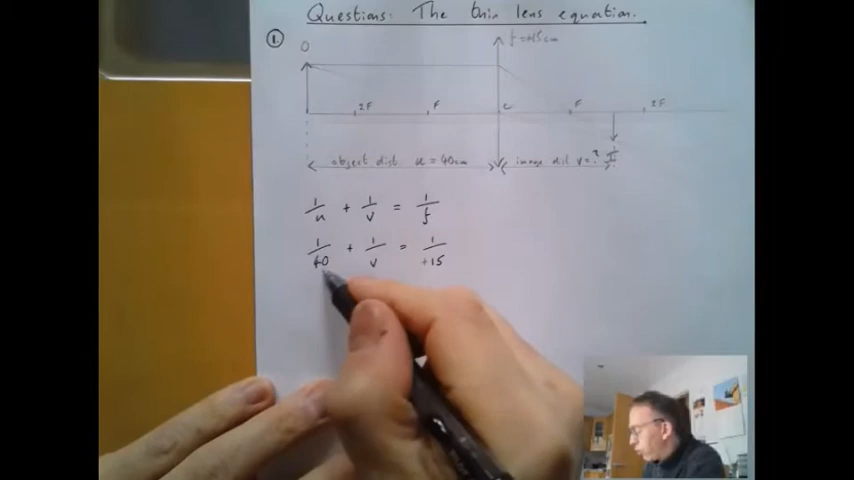 Questions: The thin lens equation.
1.
O f = +15cm
2F F C F 2F
object dist u = 40cm image dist v = ?
1/u + 1/v = 1/f
1/40 + 1/v = 1/+15